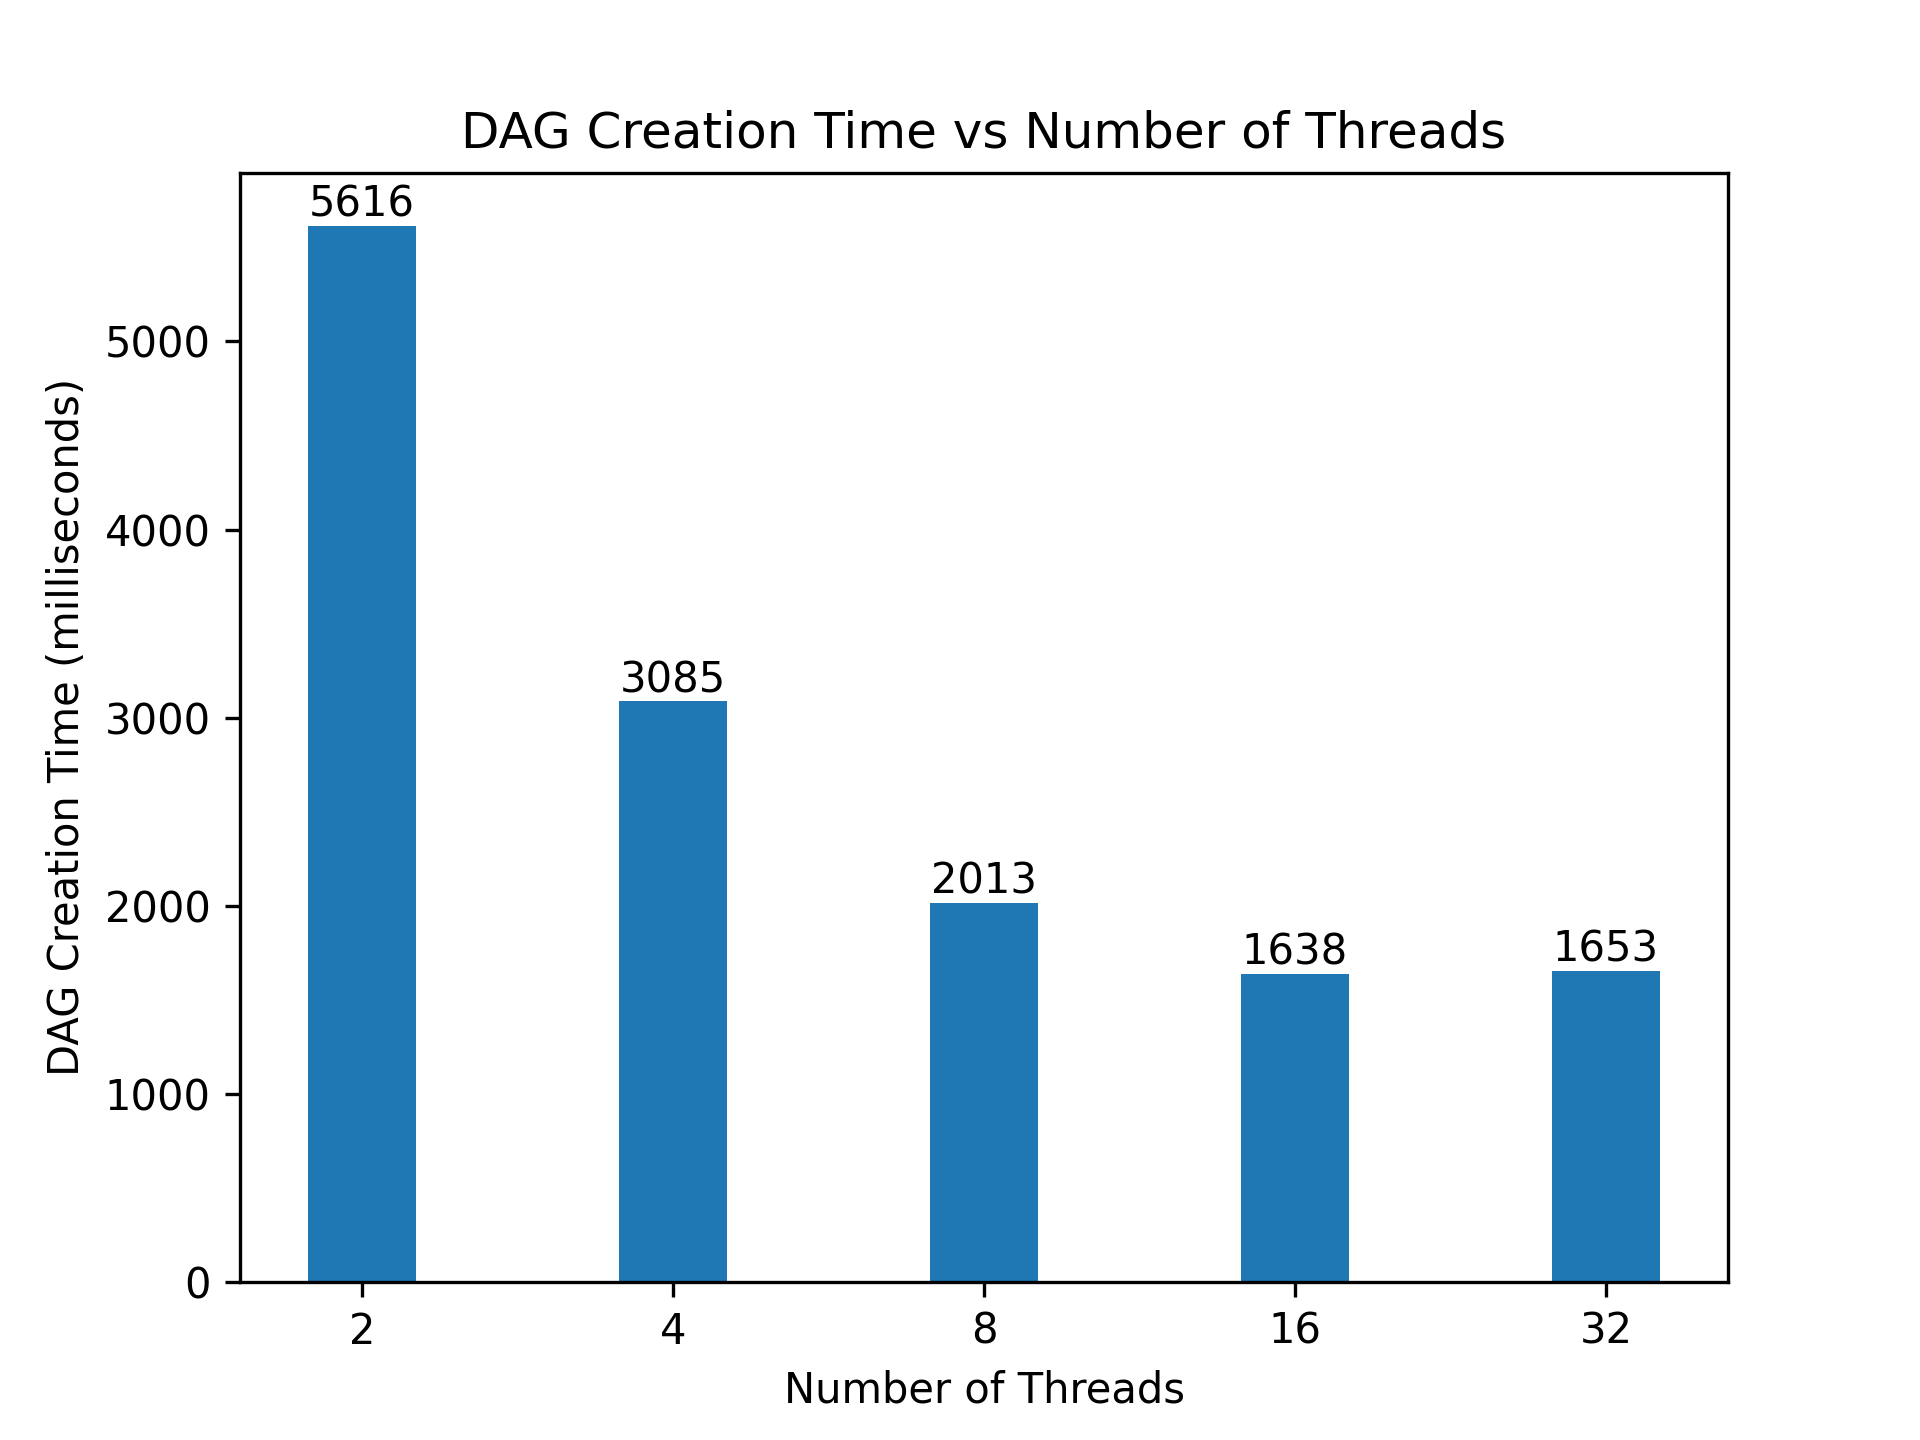 DAG Creation Time vs Number of Threads
5616
3085
2013
1638
1653
5000
4000
3000
2000
1000
0
DAG Creation Time (milliseconds)
2 4 8 16 32
Number of Threads